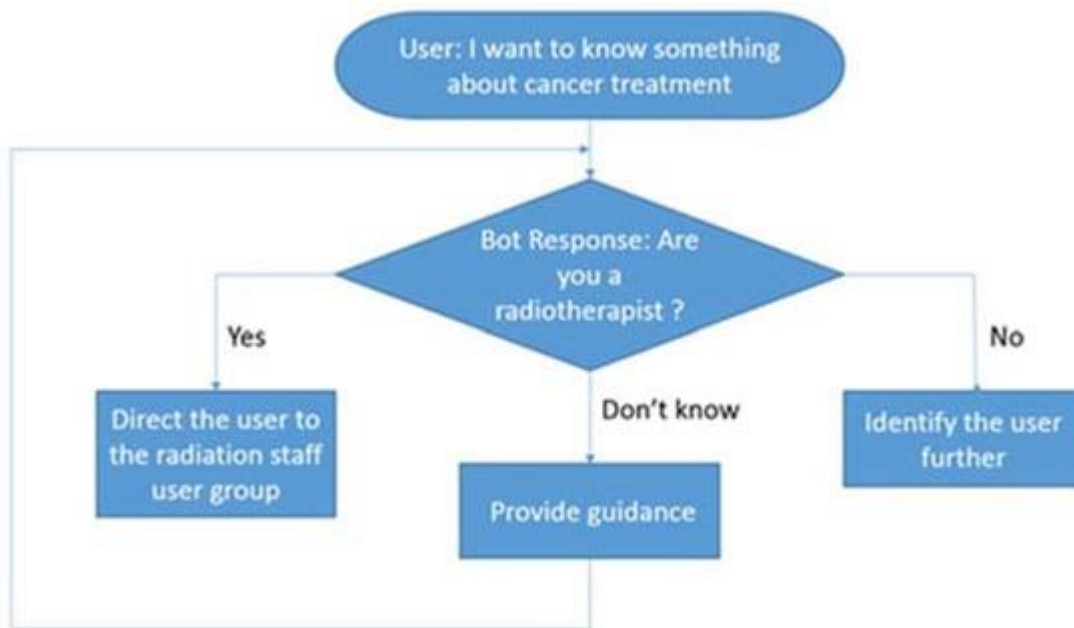 User: I want to know something
about cancer treatment
Bot Response: Are
you a
radiotherapist ?
Yes
No
Direct the user to
the radiation staff
user group
Don't know
Identify the user
further
Provide guidance